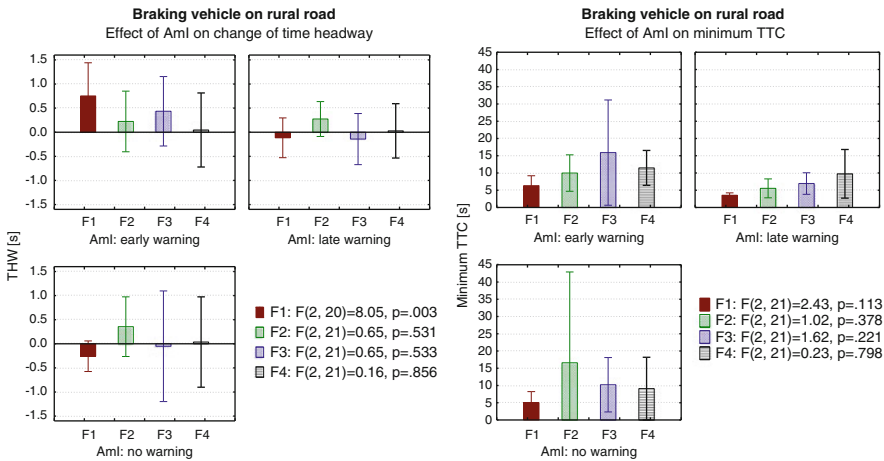 Braking vehicle on rural road
Effect of AmI on change of time headway
1.5
1.0
0.5
0.0
-0.5
-1.0
-1.5
F1 F2 F3 F4
AmI: early warning
F1 F2 F3 F4
AmI: late warning
THW [s]
1.5
1.0
0.5
0.0
-0.5
-1.0
-1.5
F1 F2 F3 F4
AmI: no warning
F1: F(2, 20)=8.05, p=.003
F2: F(2, 21)=0.65, p=.531
F3: F(2, 21)=0.65, p=.533
F4: F(2, 21)=0.16, p=.856
Braking vehicle on rural road
Effect of AmI on minimum TTC
45
40
35
30
25
20
15
10
5
0
F1 F2 F3 F4
AmI: early warning
F1 F2 F3 F4
AmI: late warning
Minimum TTC [s]
45
40
35
30
25
20
15
10
5
0
F1 F2 F3 F4
AmI: no warning
F1: F(2, 21)=2.43, p=.113
F2: F(2, 21)=1.02, p=.378
F3: F(2, 21)=1.62, p=.221
F4: F(2, 21)=0.23, p=.798